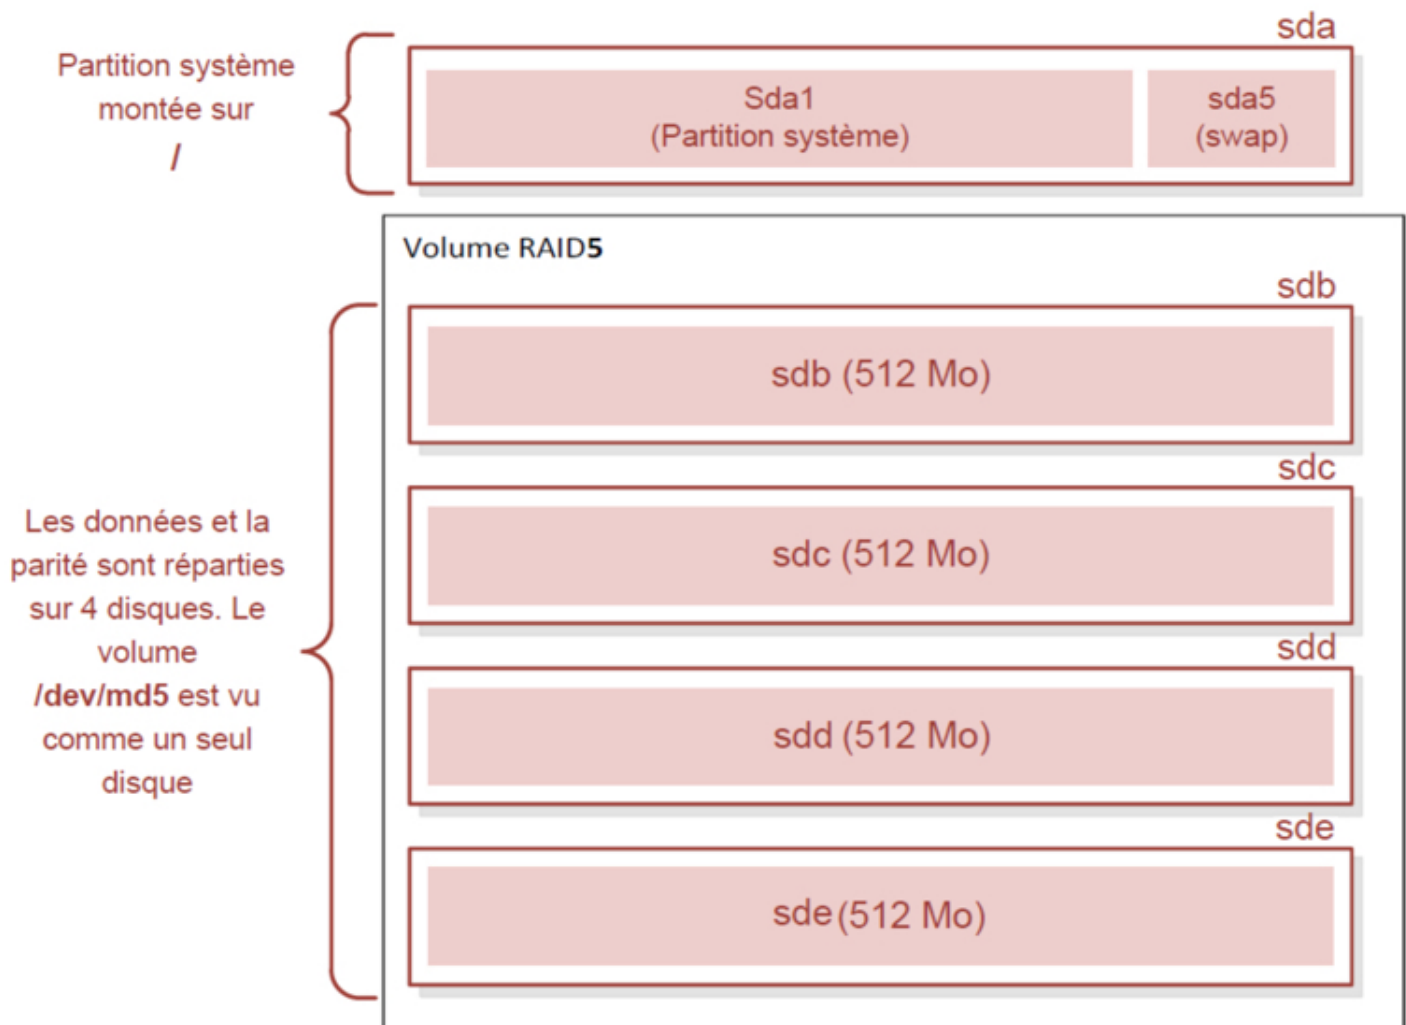 sda
Partition système
montée sur
/
Sda1
(Partition système)
sda5
(swap)
Volume RAID5
sdb
sdb (512 Mo)
sdc
sdc (512 Mo)
Les données et la
parité sont réparties
sur 4 disques. Le
volume
/dev/md5 est vu
comme un seul
disque
sdd
sdd (512 Mo)
sde
sde(512 Mo)